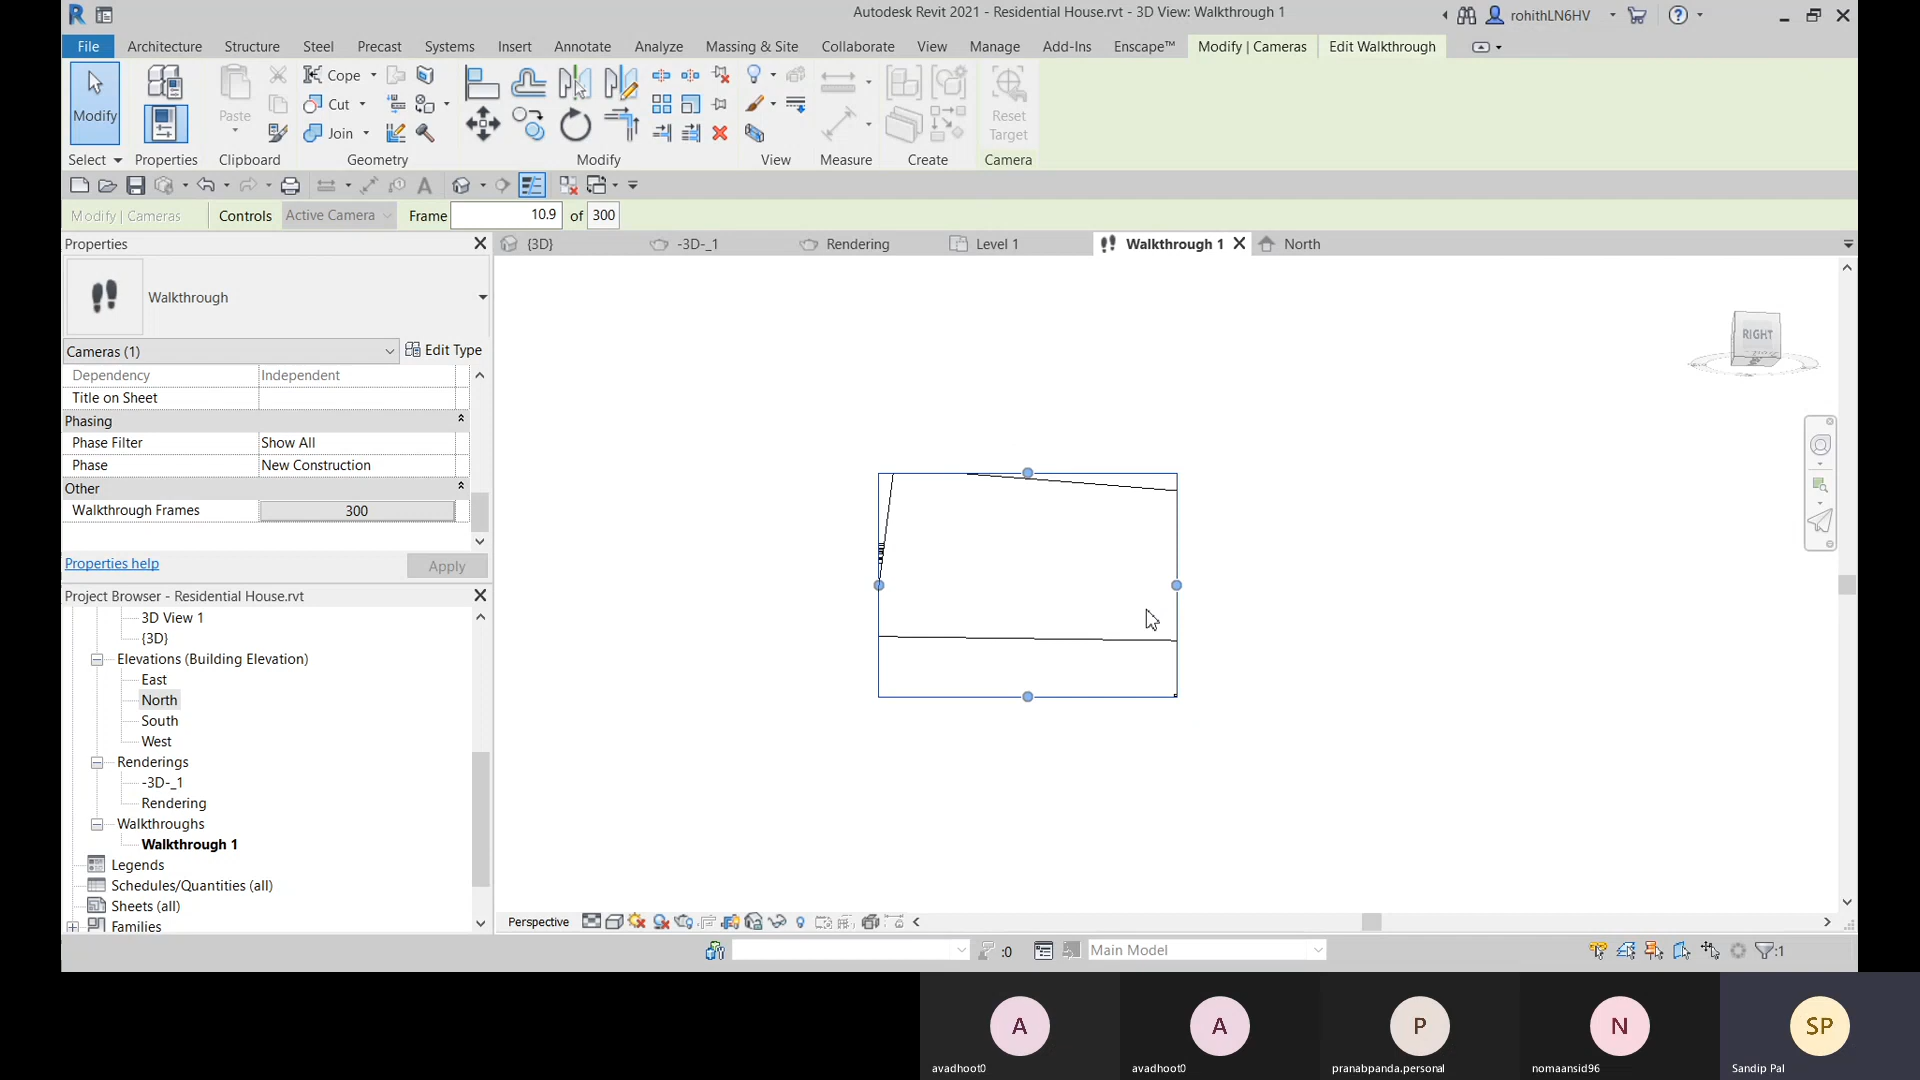 Autodesk Revit 2021 - Residential House.rvt - 3D View: Walkthrough 1
rohithLN6HV
File Architecture Structure Steel Precast Systems Insert Annotate Analyze Massing & Site Collaborate View Manage Add-Ins Enscape™ Modify | Cameras Edit Walkthrough
Modify
Paste
Cope
Cut
Join
Reset
Target
Select Properties Clipboard Geometry Modify View Measure Create Camera
Modify | Cameras Controls Active Camera Frame 10.9 of 300
Properties
{3D} -3D-_1 Rendering Level 1 Walkthrough 1 North
Walkthrough
Cameras (1) Edit Type
Dependency Independent
Title on Sheet
Phasing
Phase Filter Show All
Phase New Construction
Other
Walkthrough Frames 300
Properties help Apply
Project Browser - Residential House.rvt
3D View 1
{3D}
Elevations (Building Elevation)
East
North
South
West
Renderings
-3D-_1
Rendering
Walkthroughs
Walkthrough 1
Legends
Schedules/Quantities (all)
Sheets (all)
Families
RIGHT
Perspective
:0 Main Model :1
A A P N SP
avadhoot0 avadhoot0 pranabpanda.personal nomaansid96 Sandip Pal